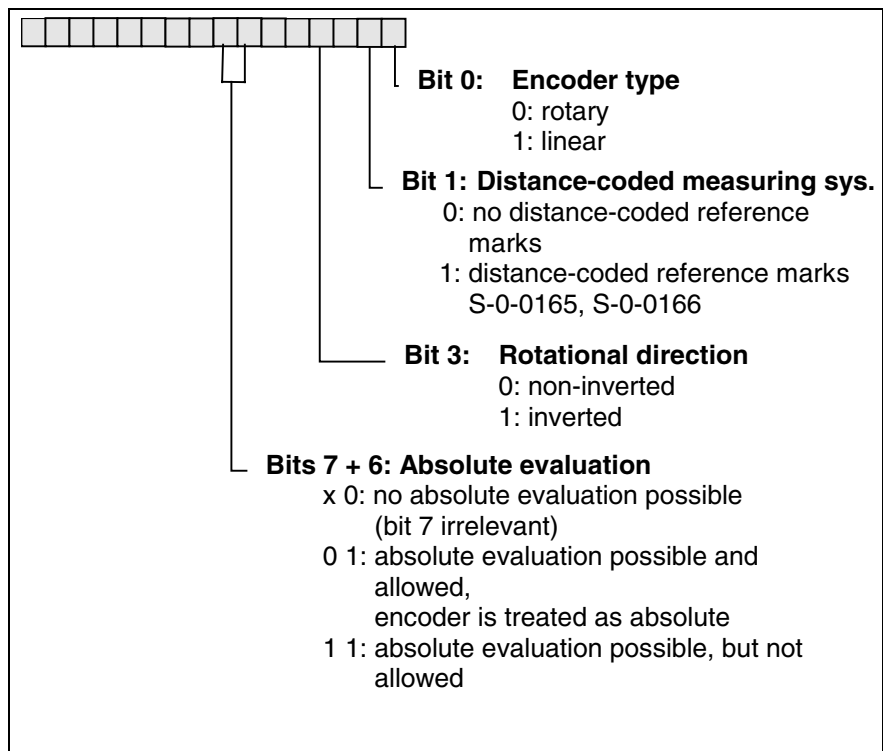 Bit 0: Encoder type
0: rotary
1: linear
Bit 1: Distance-coded measuring sys.
0: no distance-coded reference
marks
1: distance-coded reference marks
S-0-0165, S-0-0166
Bit 3: Rotational direction
0: non-inverted
1: inverted
Bits 7 + 6: Absolute evaluation
x 0: no absolute evaluation possible
(bit 7 irrelevant)
0 1: absolute evaluation possible and
allowed,
encoder is treated as absolute
1 1: absolute evaluation possible, but not
allowed